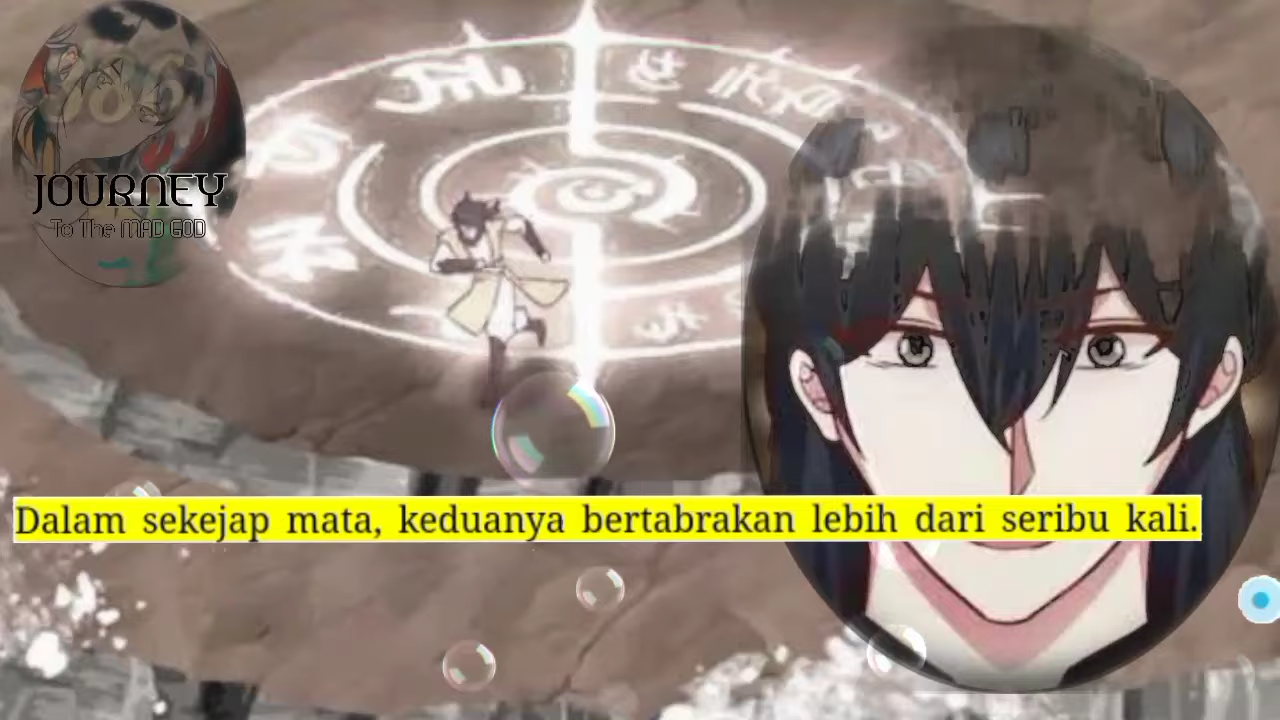 JOURNEY
To The MAD GOD
Dalam sekejap mata, keduanya bertabrakan lebih dari seribu kali.